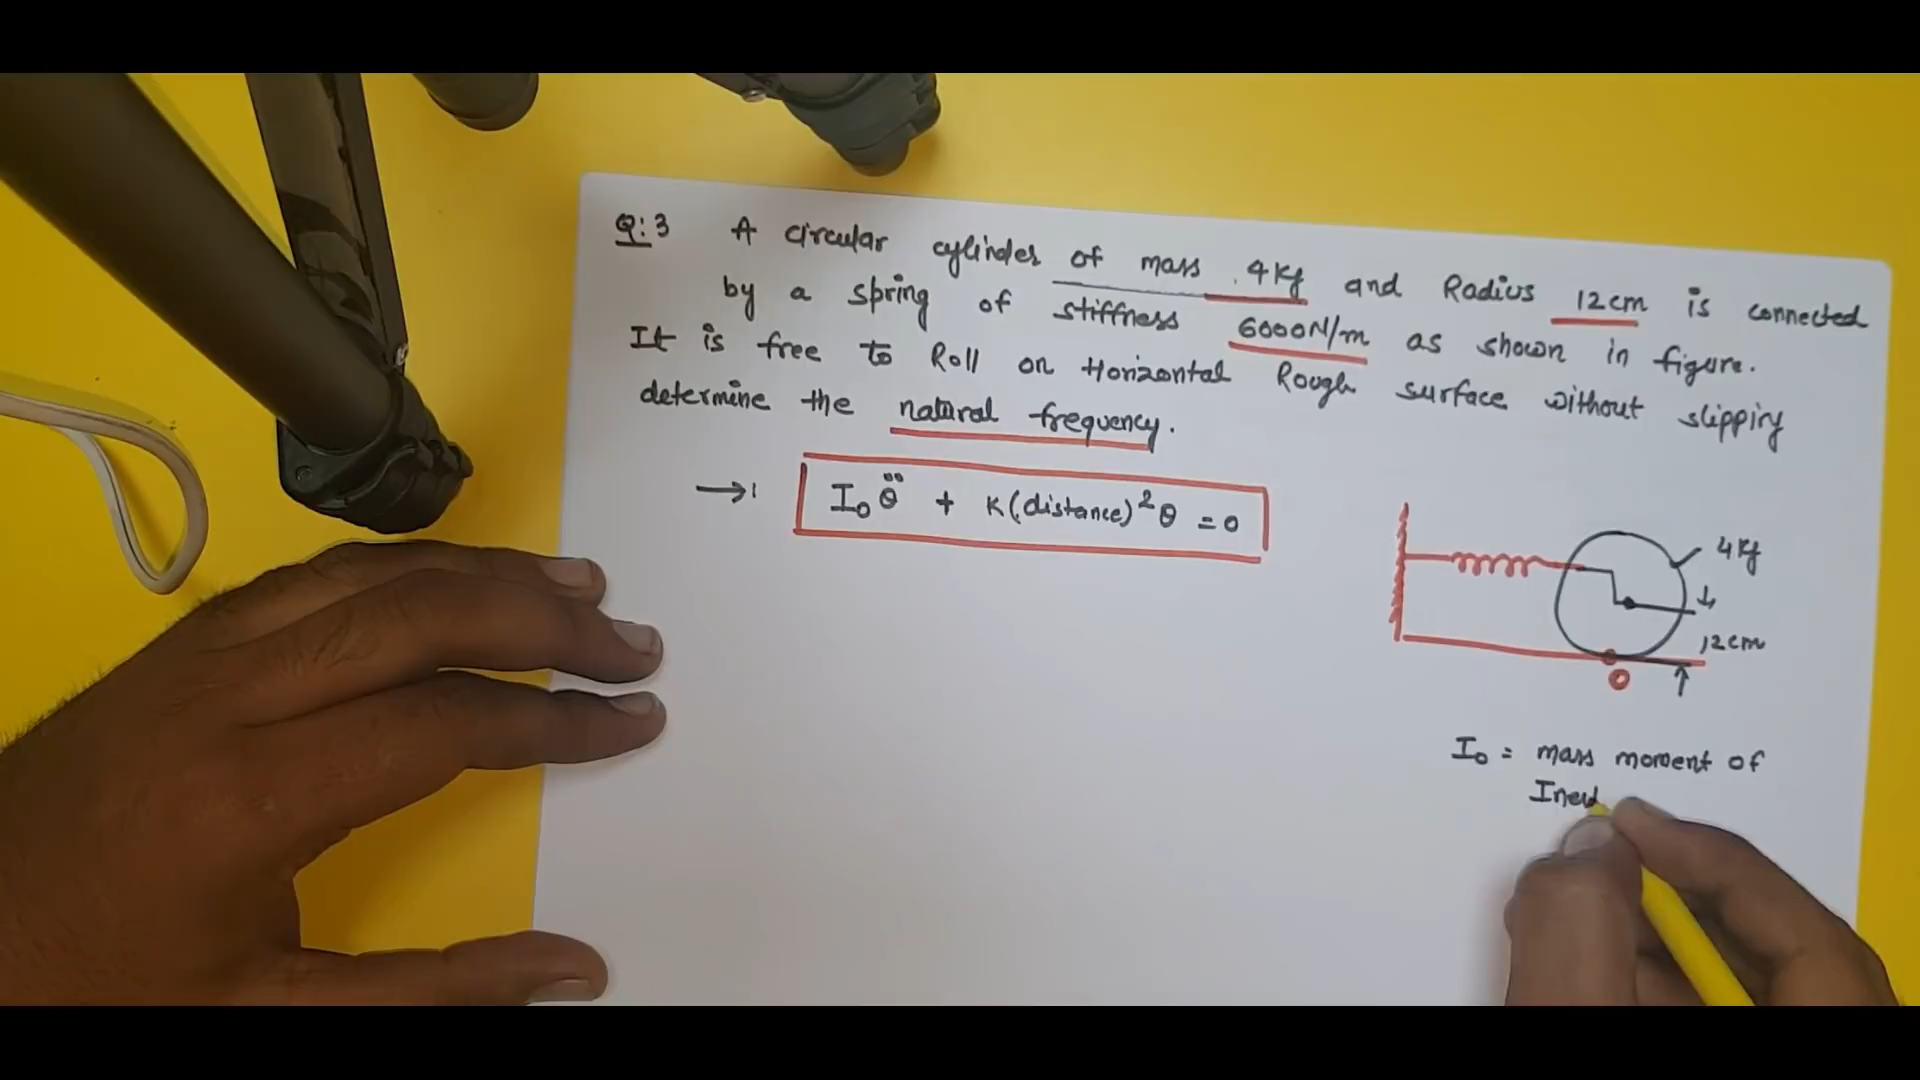 Q:3 A circular cylinder of mass 4Kg and Radius 12cm is connected
by a spring of stiffness 6000N/m as shown in figure.
It is free to Roll on Horizontal Rough surface without slipping
determine the natural frequency.
→1 I₀ θ̈ + K(distance)²θ = 0
4Kg
12cm
O
I₀ = mass moment of
Inert